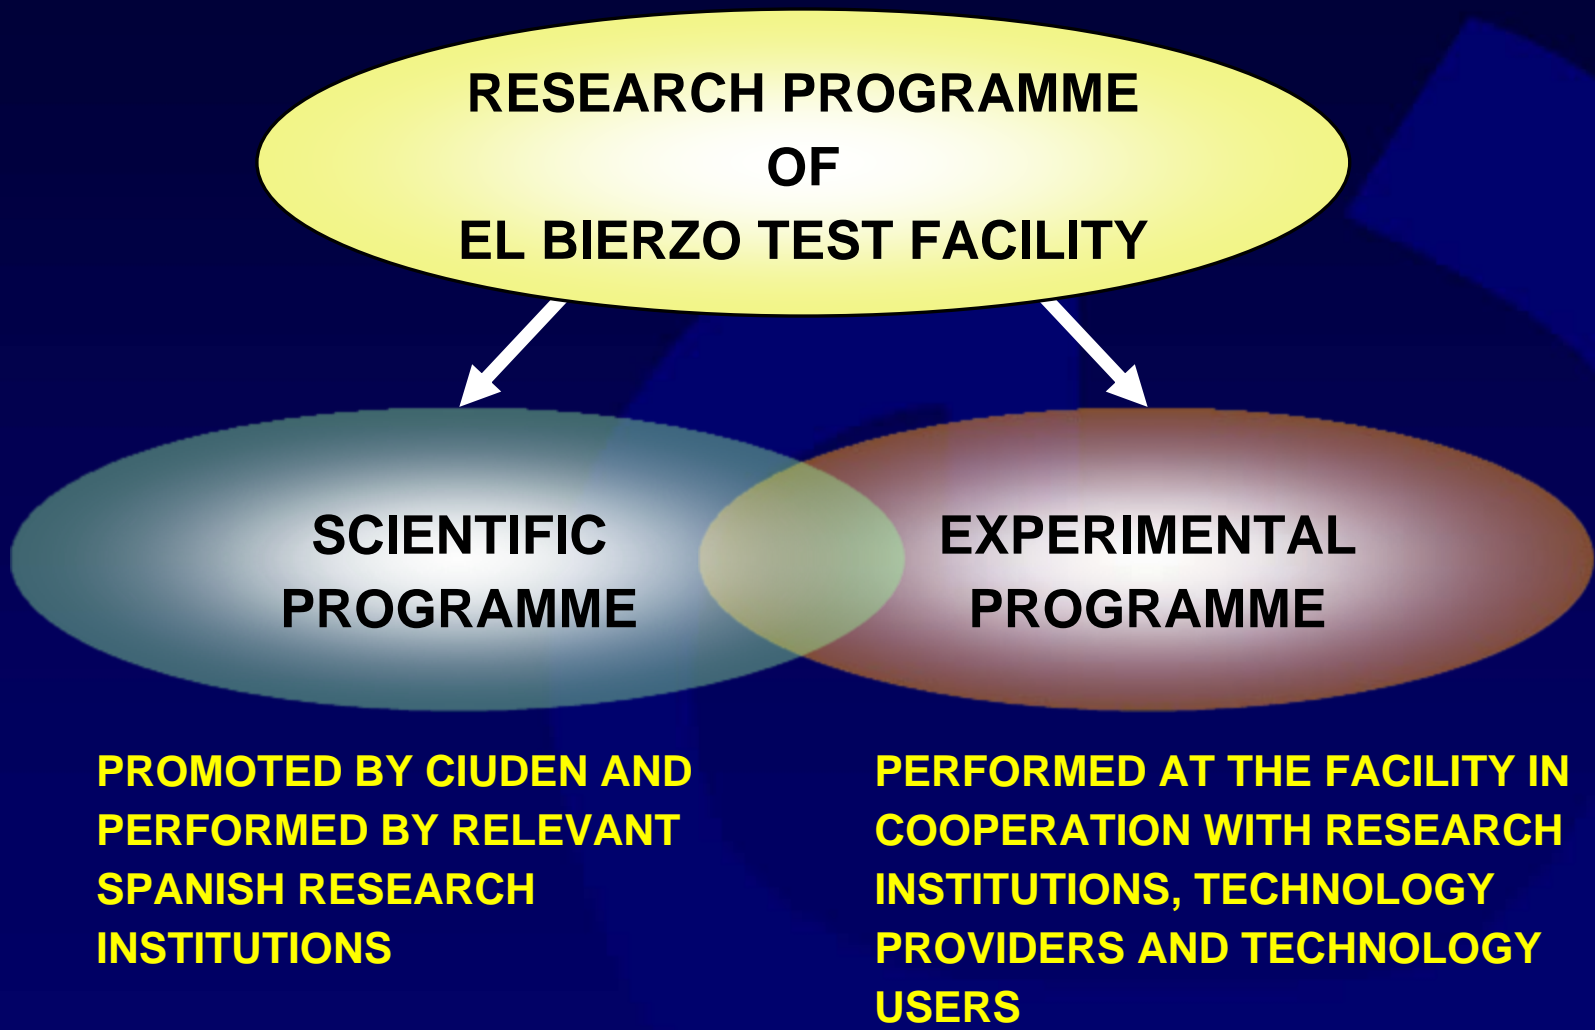 RESEARCH PROGRAMME
OF
EL BIERZO TEST FACILITY
SCIENTIFIC
PROGRAMME
EXPERIMENTAL
PROGRAMME
PROMOTED BY CIUDEN AND
PERFORMED BY RELEVANT
SPANISH RESEARCH
INSTITUTIONS
PERFORMED AT THE FACILITY IN
COOPERATION WITH RESEARCH
INSTITUTIONS, TECHNOLOGY
PROVIDERS AND TECHNOLOGY
USERS